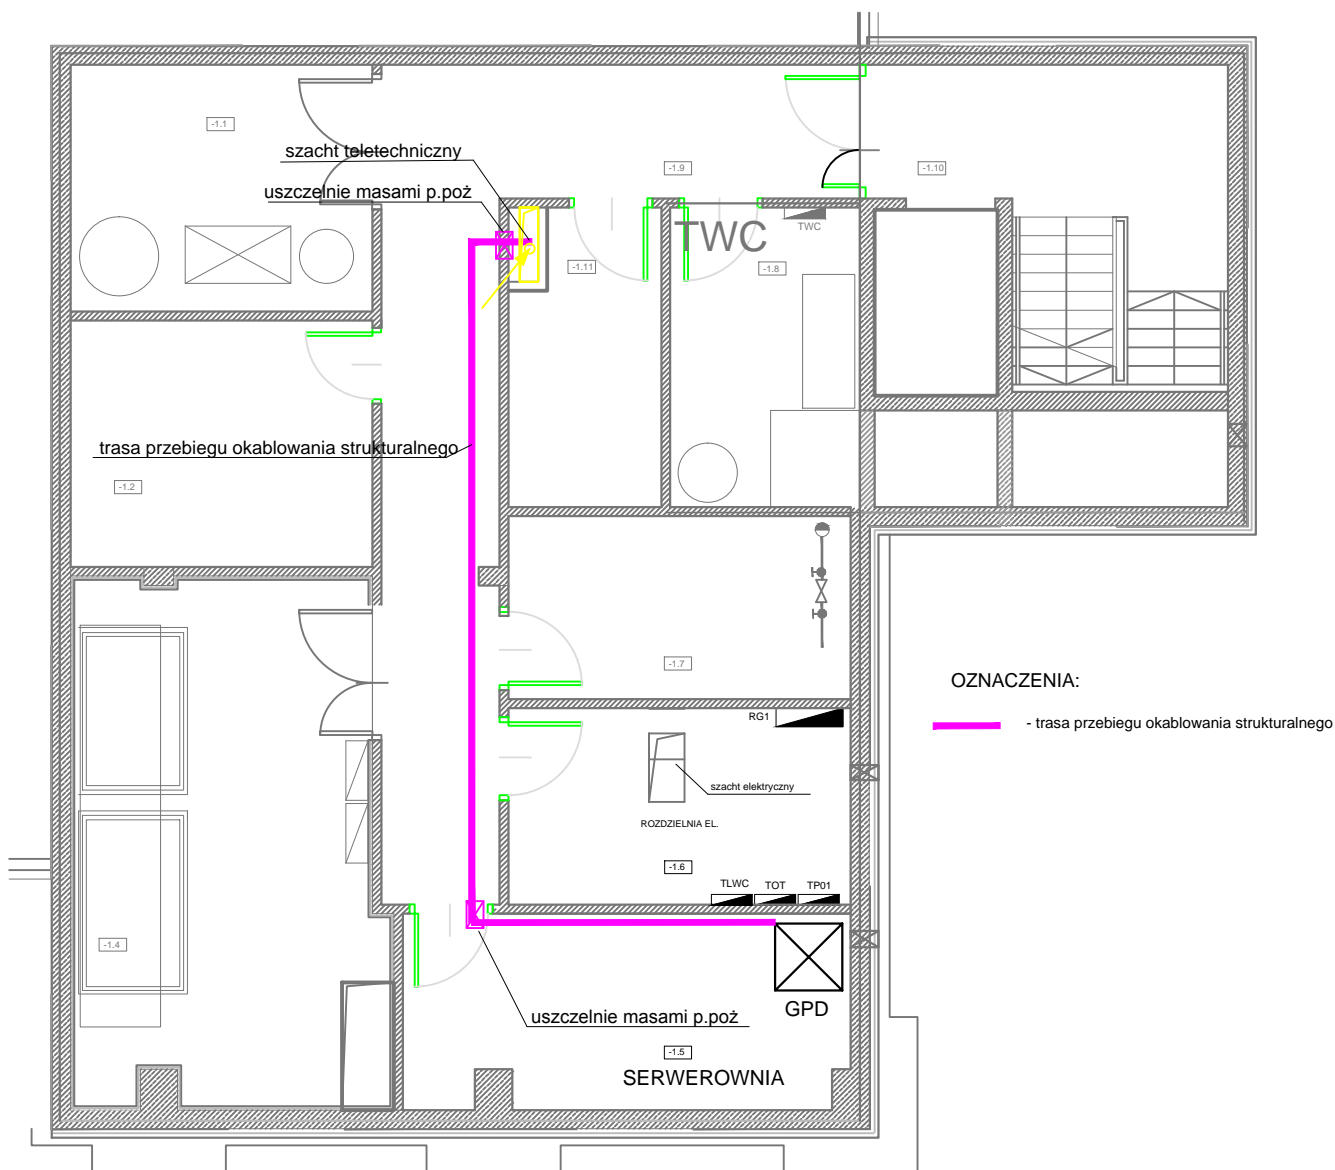 -1.1
szacht teletechniczny
-1.9
-1.10
uszczelnie masami p.poż
TWC
TWC
-1.11
-1.8
trasa przebiegu okablowania strukturalnego
-1.2
-1.7
OZNACZENIA:
RG1
- trasa przebiegu okablowania strukturalnego
szacht elektryczny
ROZDZIELNIA EL.
-1.6
TLWC
TOT
TP01
-1.4
GPD
uszczelnie masami p.poż
-1.5
SERWEROWNIA